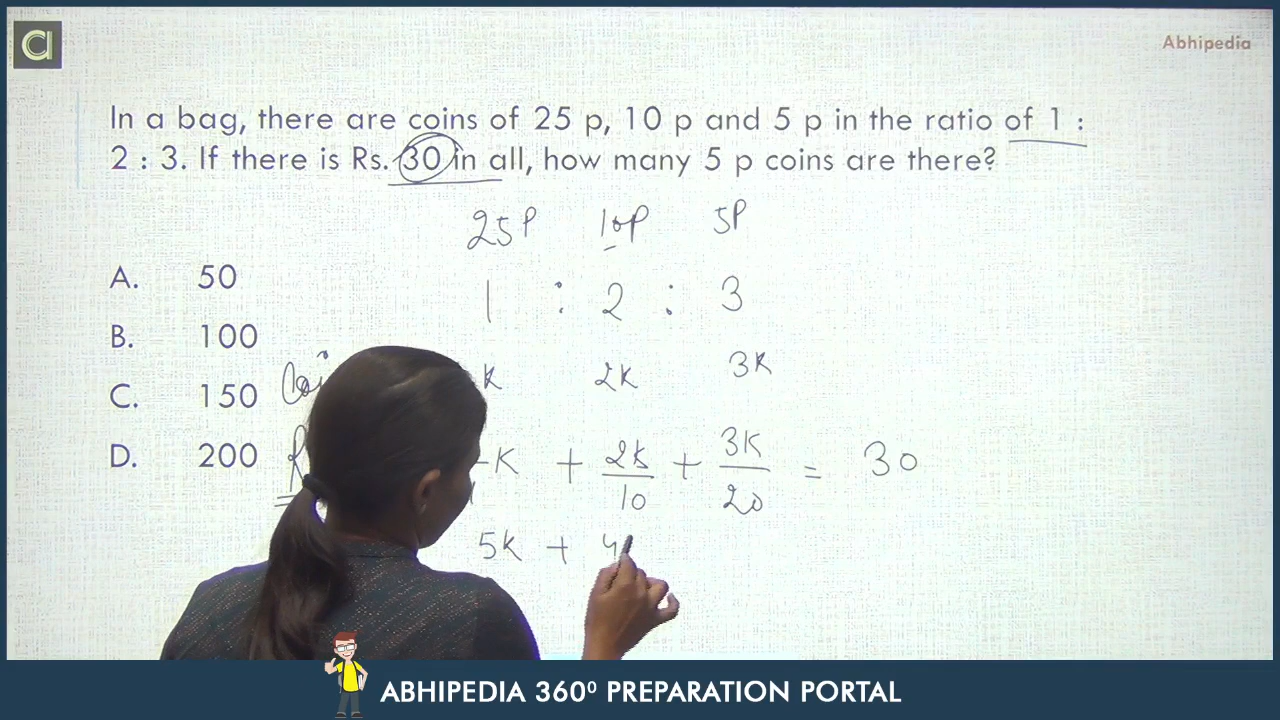 Abhipedia
In a bag, there are coins of 25 p, 10 p and 5 p in the ratio of 1 :
2 : 3. If there is Rs. 30 in all, how many 5 p coins are there?
25P 10P 5P
A. 50
1 : 2 : 3
B. 100
K 2K 3K
C. 150
K + 2K/10 + 3K/20 = 30
D. 200
5K + 4
ABHIPEDIA 360⁰ PREPARATION PORTAL